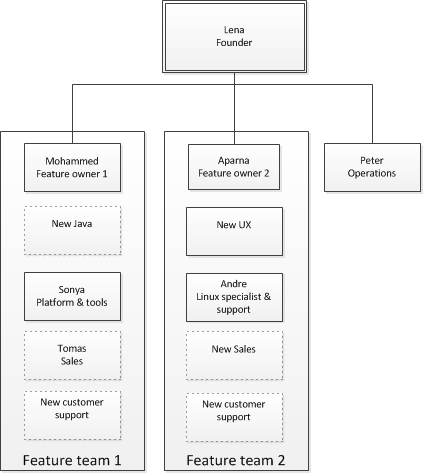 Lena
Founder
Mohammed
Feature owner 1
Aparna
Feature owner 2
Peter
Operations
New Java
New UX
Sonya
Platform & tools
Andre
Linux specialist &
support
Tomas
Sales
New Sales
New customer
support
New customer
support
Feature team 1
Feature team 2